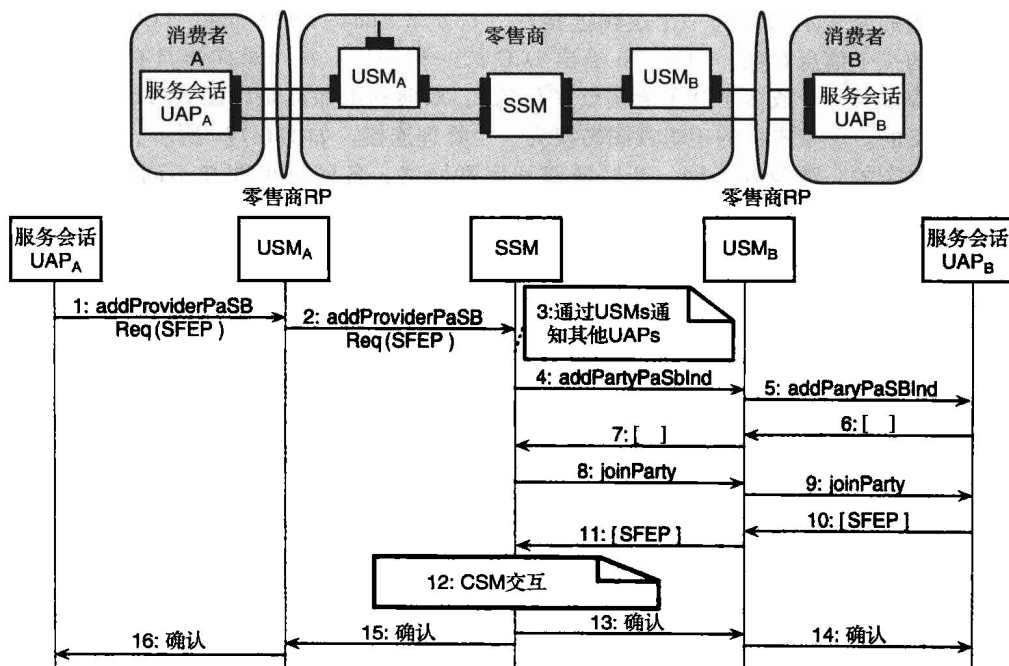 消费者
A
服务会话
UAPA
零售商
USMA
SSM
USMB
消费者
B
服务会话
UAPB
零售商RP
零售商RP
服务会话
UAPA
USMA
SSM
USMB
服务会话
UAPB
1: addProviderPaSB
Req(SFEP)
2: addProviderPaSB
Req(SFEP)
3:通过USMs通
知其他UAPs
4: addPartyPaSbInd
5: addParyPaSBInd
6: [ ]
7: [ ]
8: joinParty
9: joinParty
10: [SFEP]
11: [SFEP]
12: CSM交互
13: 确认
14: 确认
15: 确认
16: 确认